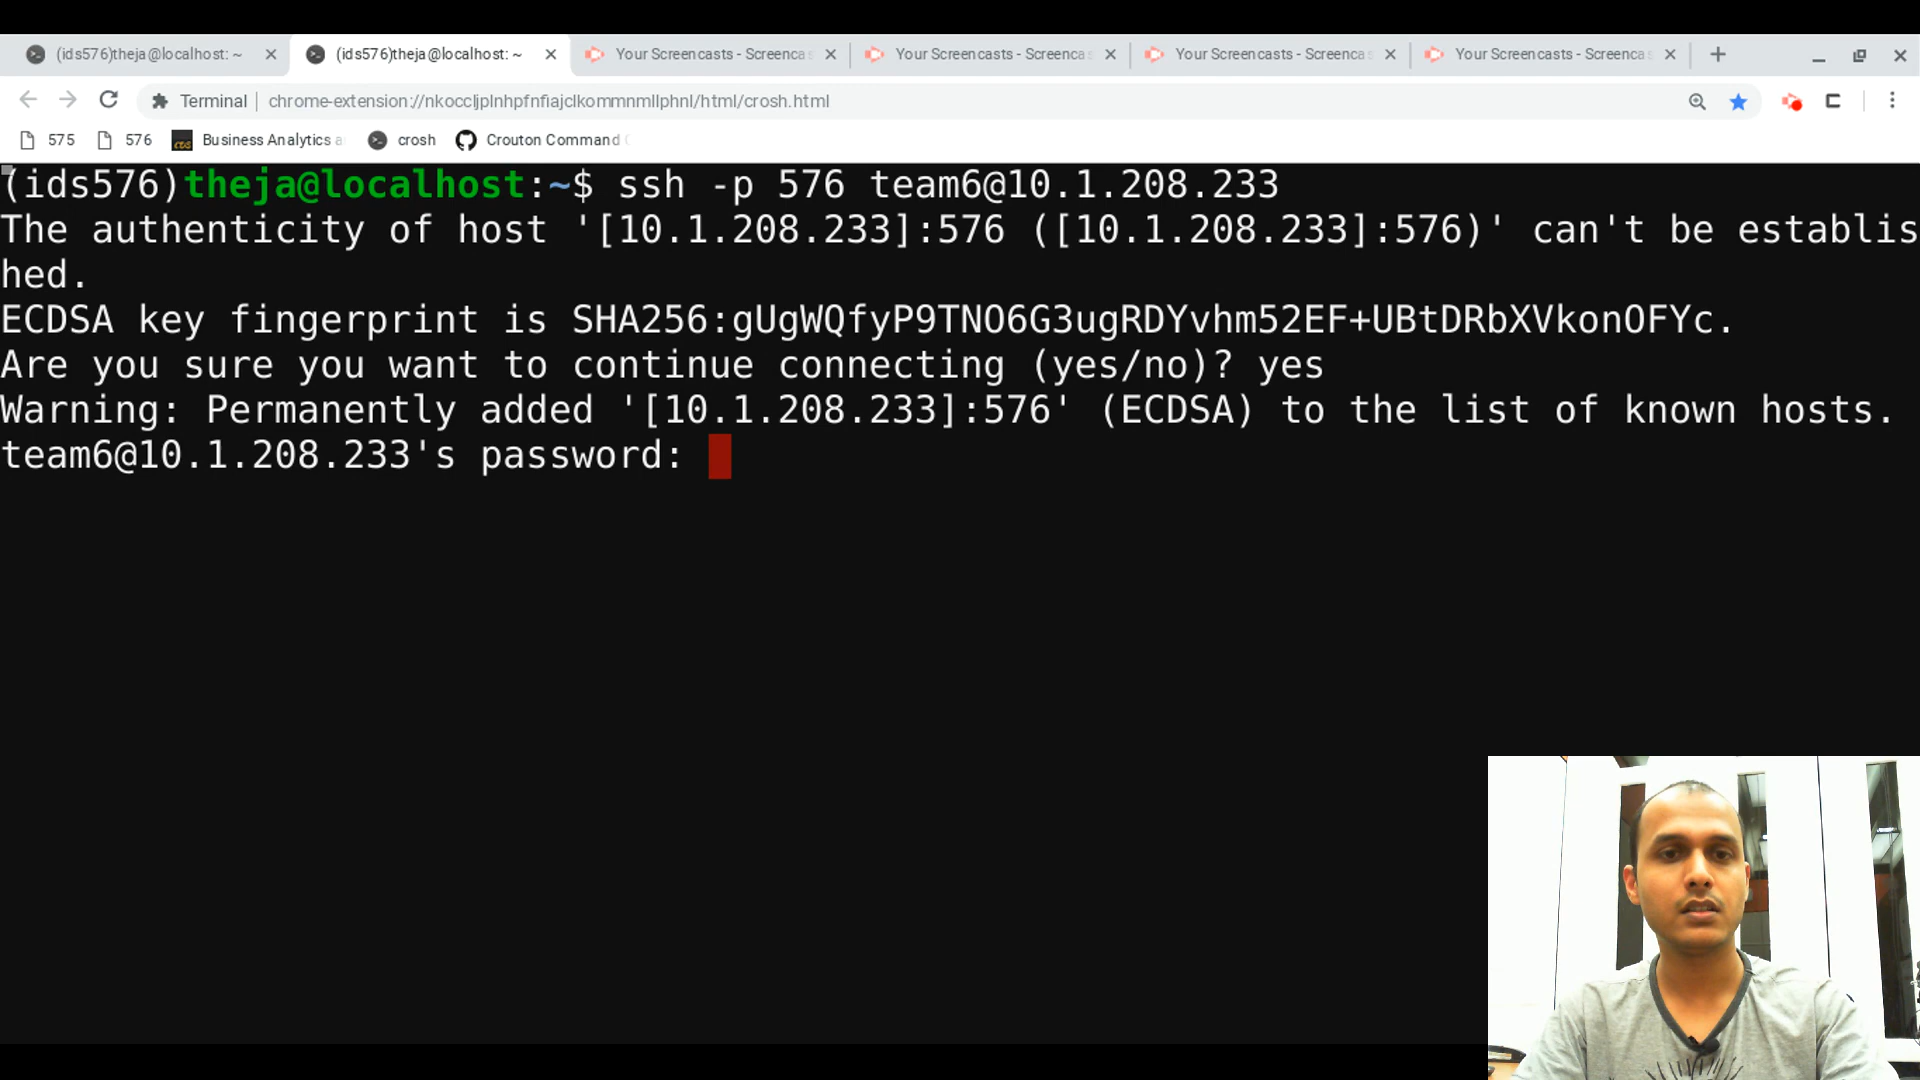 (ids576)theja@localhost: ~ (ids576)theja@localhost: ~ Your Screencasts - Screenca Your Screencasts - Screenca Your Screencasts - Screenca Your Screencasts - Screenca
Terminal chrome-extension://nkoccljplnhpfnfiajclkommnmllphnl/html/crosh.html
575 576 Business Analytics a crosh Crouton Command
(ids576)theja@localhost:~$ ssh -p 576 team6@10.1.208.233
The authenticity of host '[10.1.208.233]:576 ([10.1.208.233]:576)' can't be establis
hed.
ECDSA key fingerprint is SHA256:gUgWQfyP9TNO6G3ugRDYvhm52EF+UBtDRbXVkonOFYc.
Are you sure you want to continue connecting (yes/no)? yes
Warning: Permanently added '[10.1.208.233]:576' (ECDSA) to the list of known hosts.
team6@10.1.208.233's password: